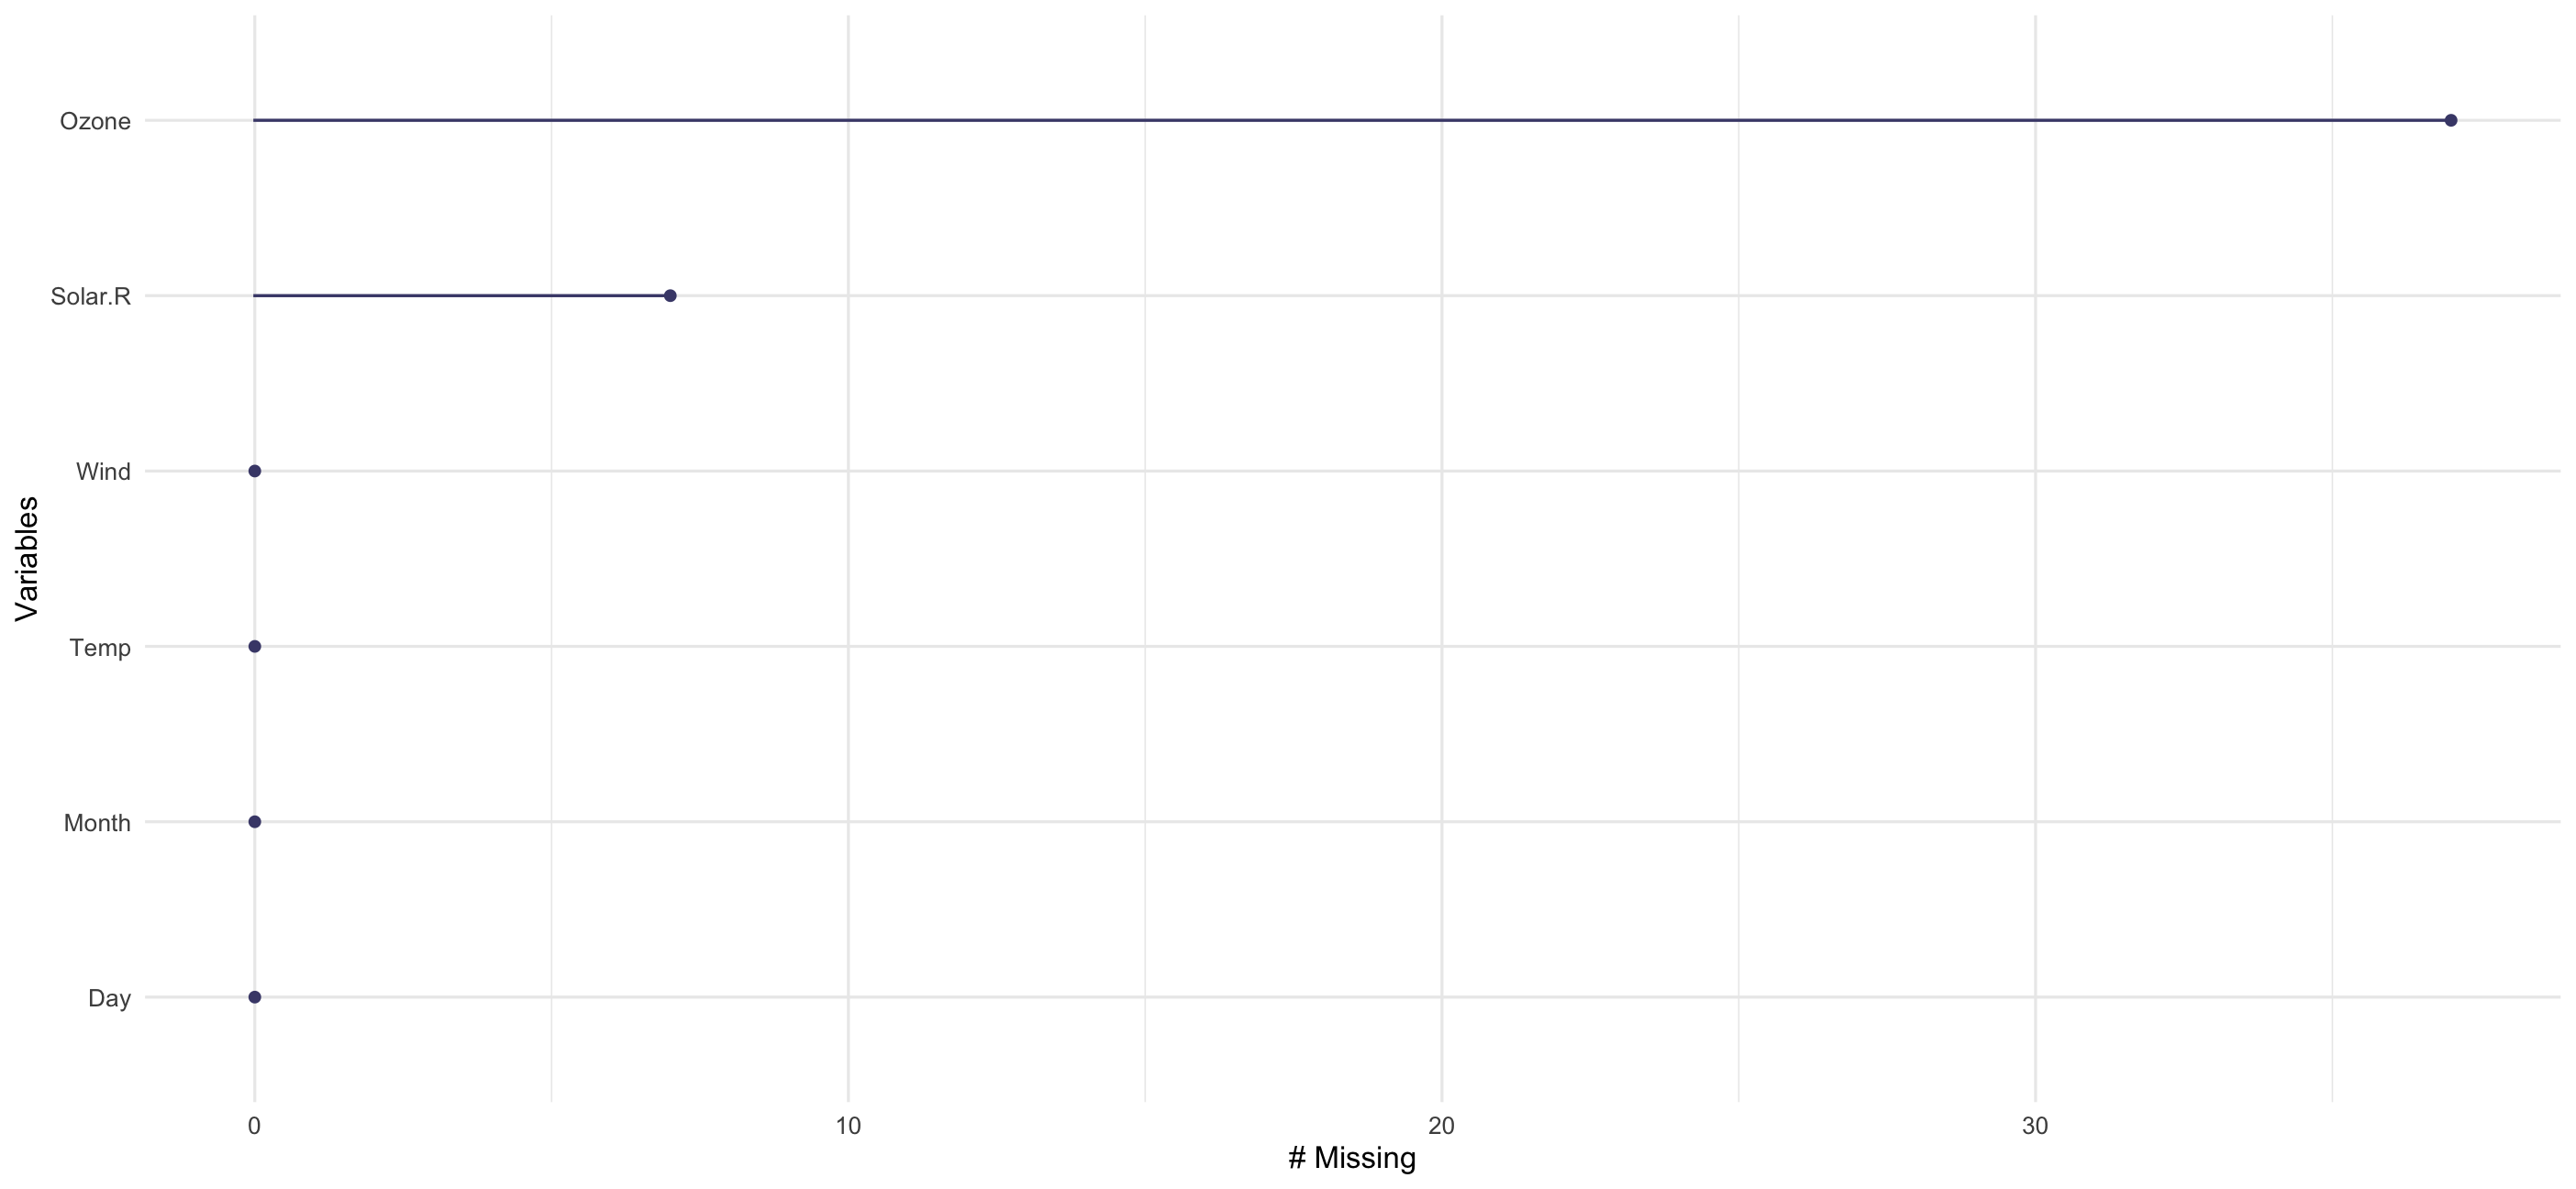 Variables
Ozone
Solar.R
Wind
Temp
Month
Day
0 10 20 30
# Missing